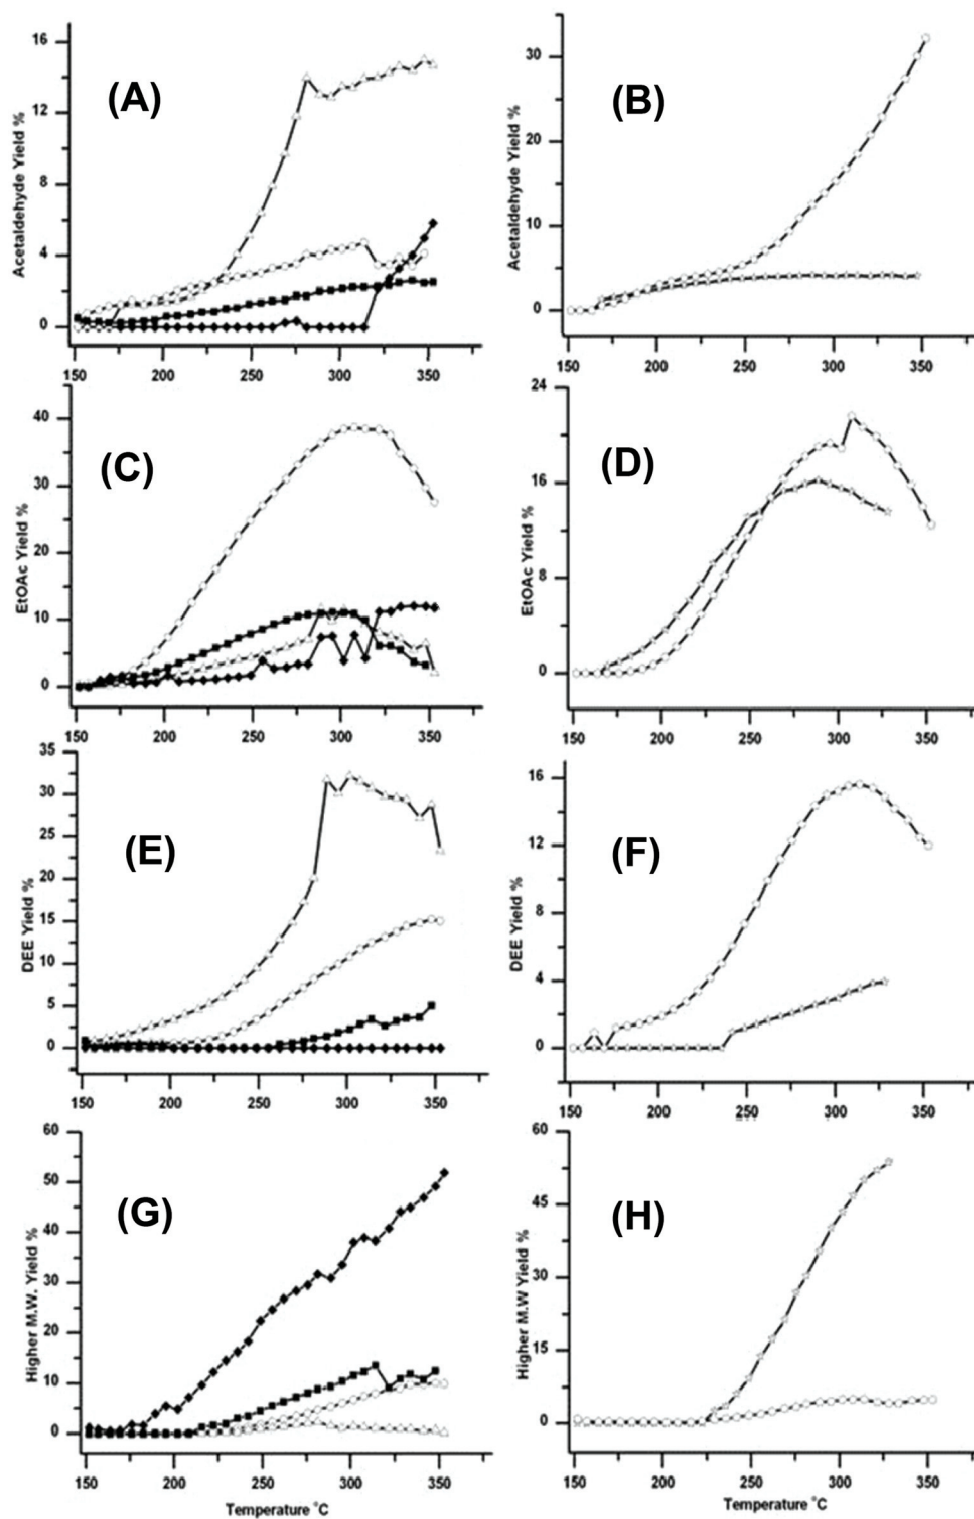 16
12
8
4
0
Acetaldehyde Yield %
(A)
150 200 250 300 350
30
20
10
0
Acetaldehyde Yield %
(B)
150 200 250 300 350
40
30
20
10
0
EtOAc Yield %
(C)
150 200 250 300 350
24
16
8
0
EtOAc Yield %
(D)
150 200 250 300 350
35
30
25
20
15
10
5
0
DEE Yield %
(E)
150 200 250 300 350
16
12
8
4
0
DEE Yield %
(F)
150 200 250 300 350
60
50
40
30
20
10
0
Higher M.W. Yield %
(G)
150 200 250 300 350
Temperature °C
60
45
30
15
0
Higher M.W Yield %
(H)
150 200 250 300 350
Temperature °C